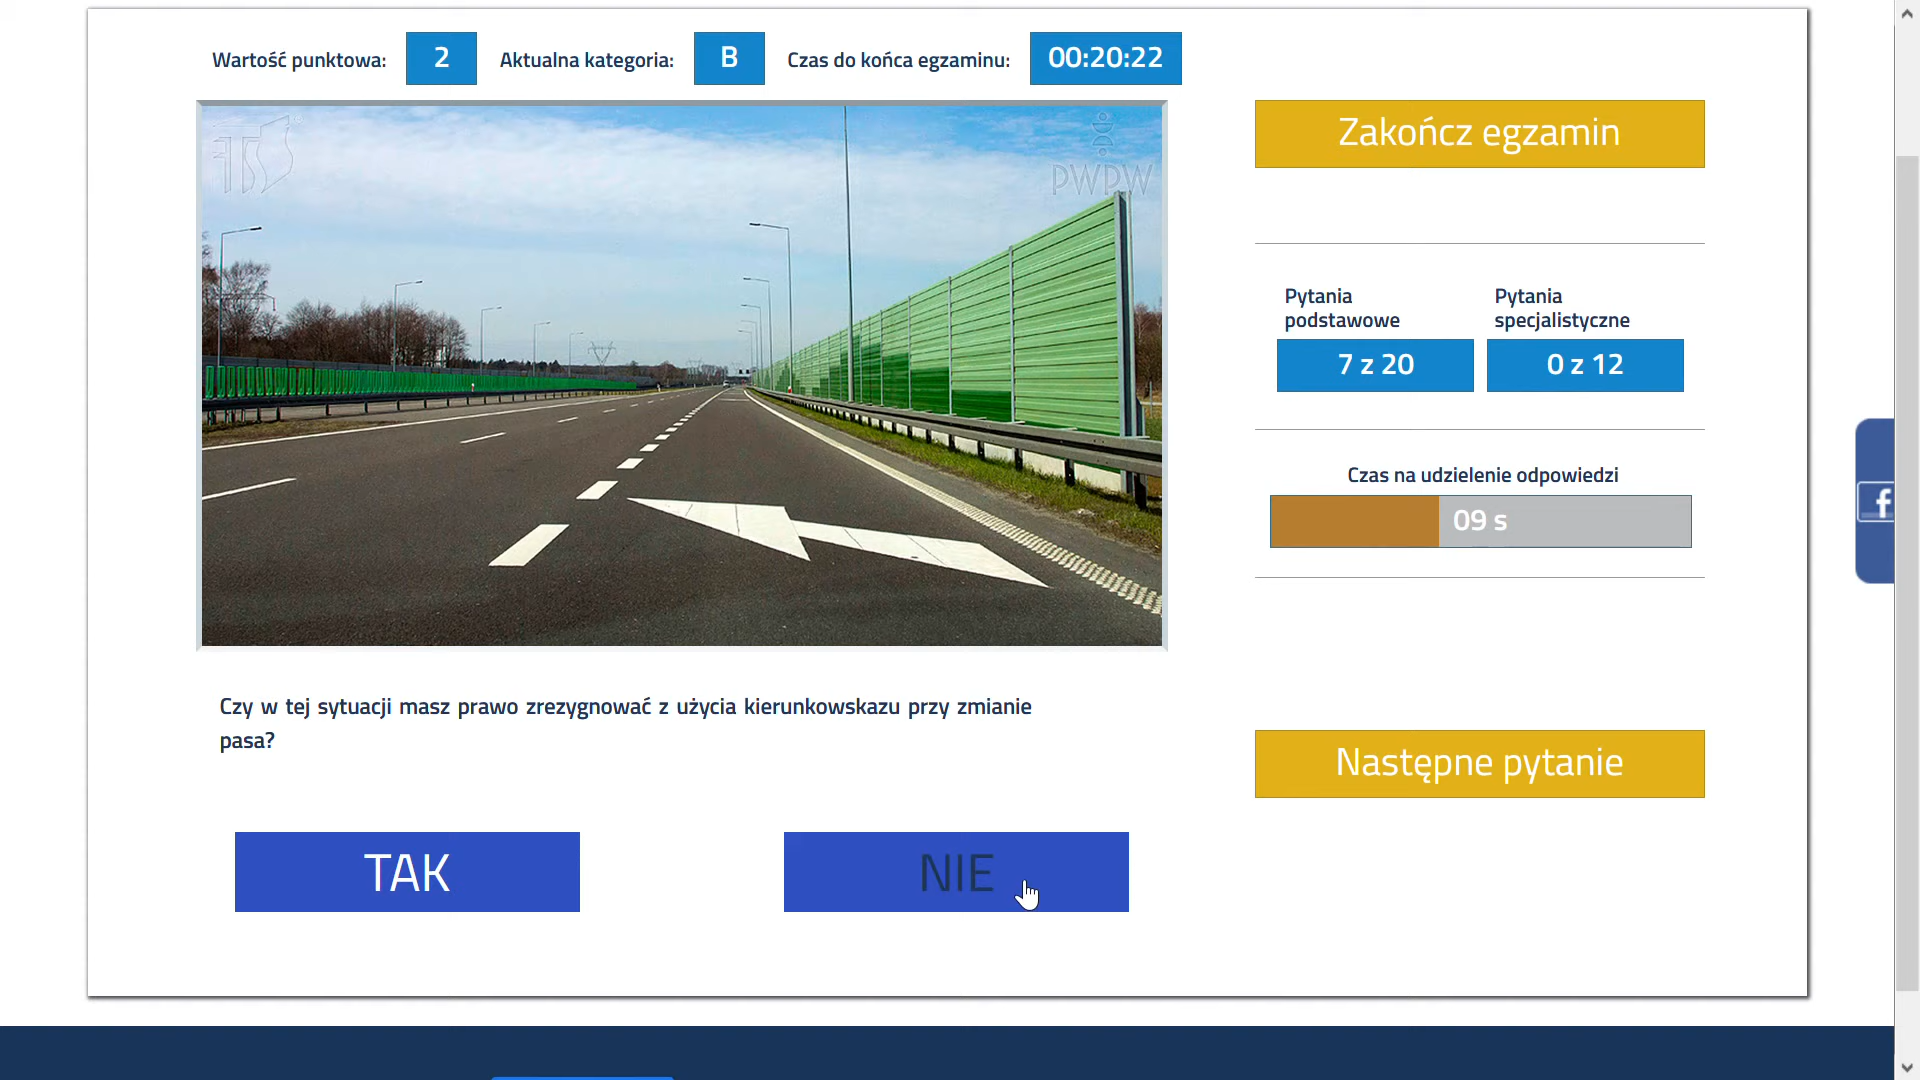 Wartość punktowa: 2 Aktualna kategoria: B Czas do końca egzaminu: 00:20:22
ITS
PWPW
Zakończ egzamin
Pytania podstawowe
7 z 20
Pytania specjalistyczne
0 z 12
Czas na udzielenie odpowiedzi
09 s
Czy w tej sytuacji masz prawo zrezygnować z użycia kierunkowskazu przy zmianie
pasa?
Następne pytanie
TAK
NIE
f